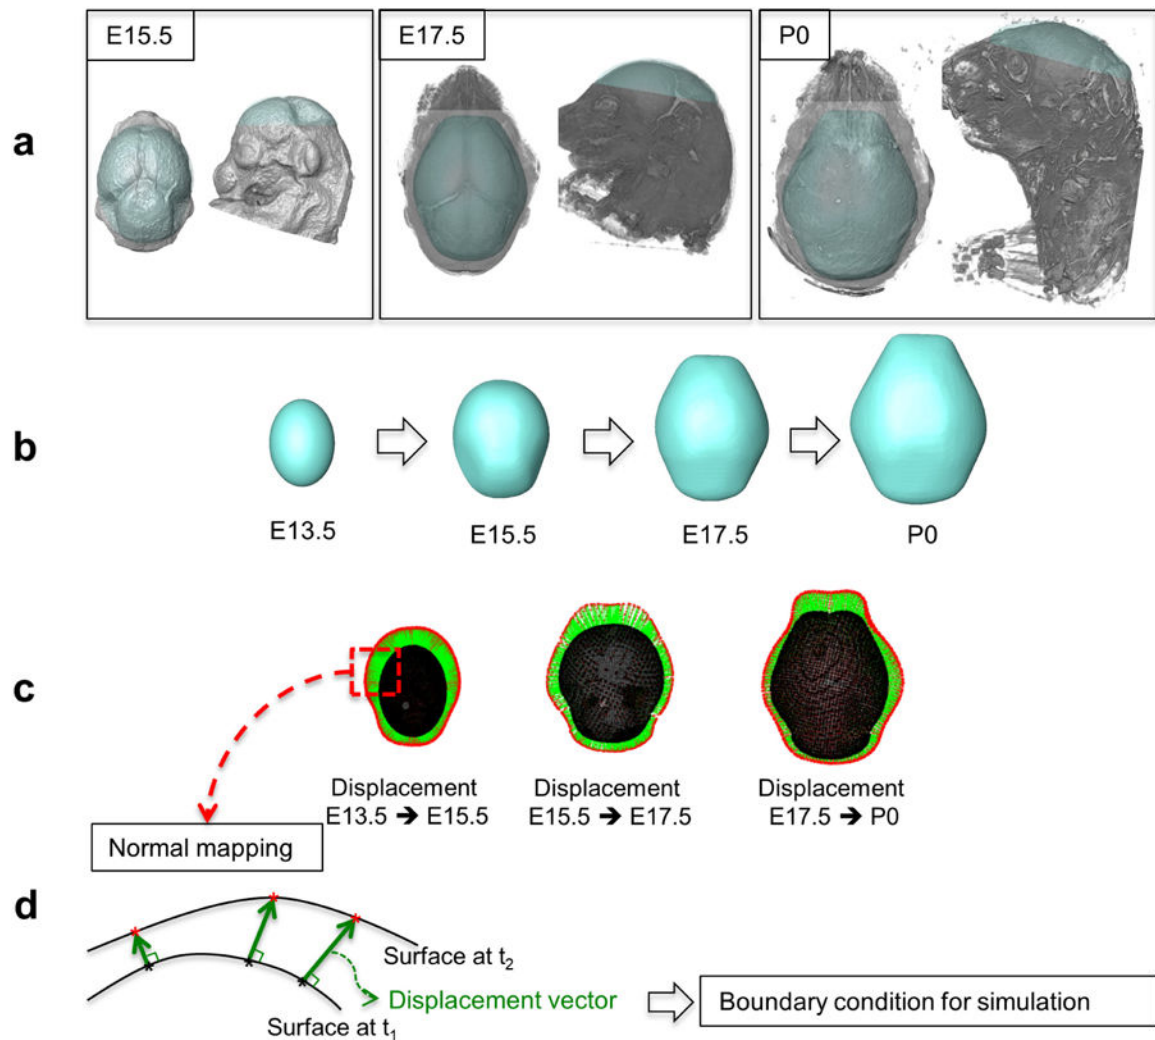 E15.5
E17.5
P0
a
b
E13.5
E15.5
E17.5
P0
c
Displacement
E13.5 ➔ E15.5
Displacement
E15.5 ➔ E17.5
Displacement
E17.5 ➔ P0
Normal mapping
d
Surface at t₂
Displacement vector
Boundary condition for simulation
Surface at t₁